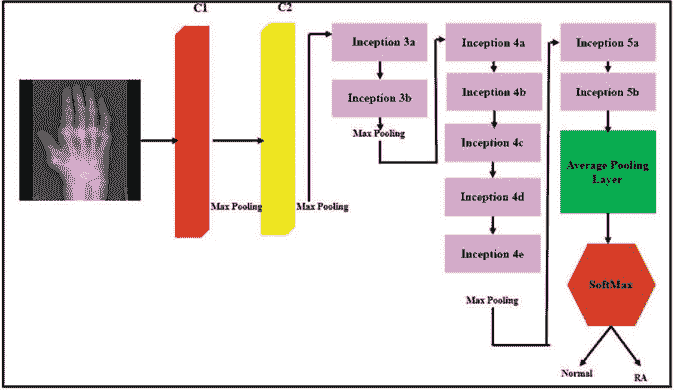 C1
C2
Max Pooling
Max Pooling
Inception 3a
Inception 3b
Max Pooling
Inception 4a
Inception 4b
Inception 4c
Inception 4d
Inception 4e
Max Pooling
Inception 5a
Inception 5b
Average Pooling
Layer
SoftMax
Normal
RA